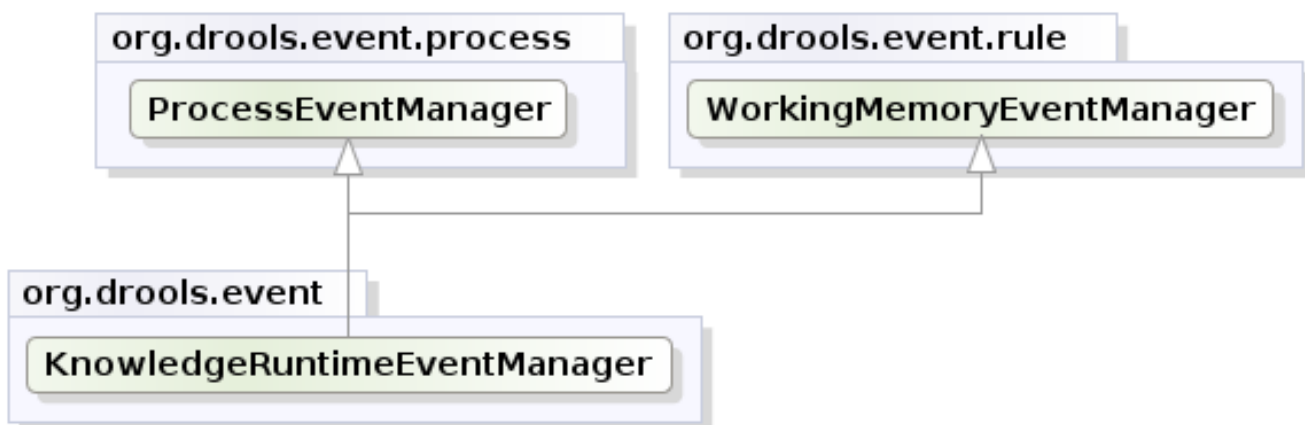 org.drools.event.process
ProcessEventManager
org.drools.event.rule
WorkingMemoryEventManager
org.drools.event
KnowledgeRuntimeEventManager